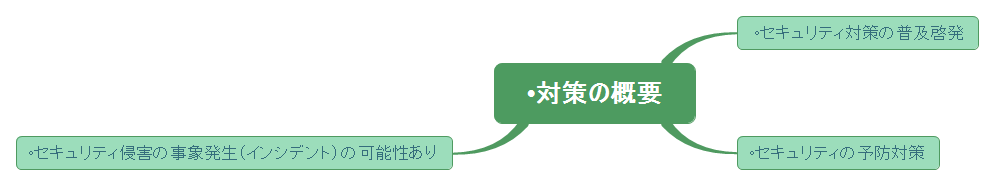 ◦セキュリティ対策の普及啓発
•対策の概要
◦セキュリティ侵害の事象発生(インシデント)の可能性あり
◦セキュリティの予防対策